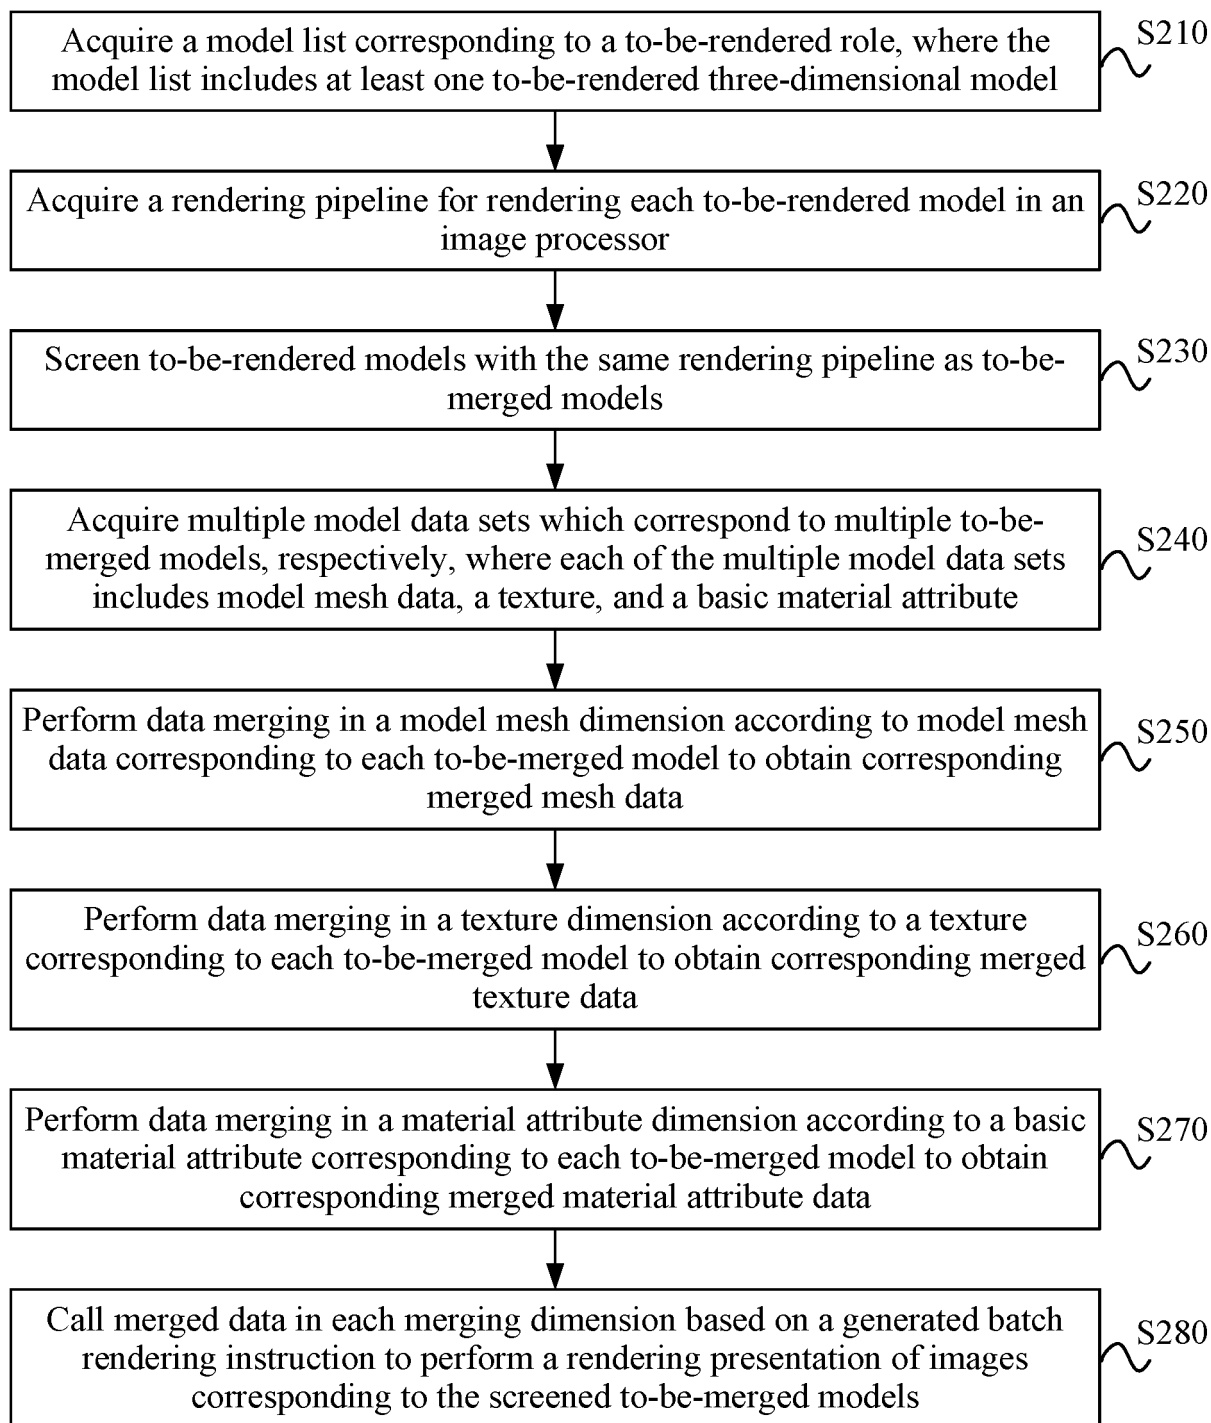 Acquire a model list corresponding to a to-be-rendered role, where the
model list includes at least one to-be-rendered three-dimensional model
S210
Acquire a rendering pipeline for rendering each to-be-rendered model in an
image processor
S220
Screen to-be-rendered models with the same rendering pipeline as to-be-
merged models
S230
Acquire multiple model data sets which correspond to multiple to-be-
merged models, respectively, where each of the multiple model data sets
includes model mesh data, a texture, and a basic material attribute
S240
Perform data merging in a model mesh dimension according to model mesh
data corresponding to each to-be-merged model to obtain corresponding
merged mesh data
S250
Perform data merging in a texture dimension according to a texture
corresponding to each to-be-merged model to obtain corresponding merged
texture data
S260
Perform data merging in a material attribute dimension according to a basic
material attribute corresponding to each to-be-merged model to obtain
corresponding merged material attribute data
S270
Call merged data in each merging dimension based on a generated batch
rendering instruction to perform a rendering presentation of images
corresponding to the screened to-be-merged models
S280